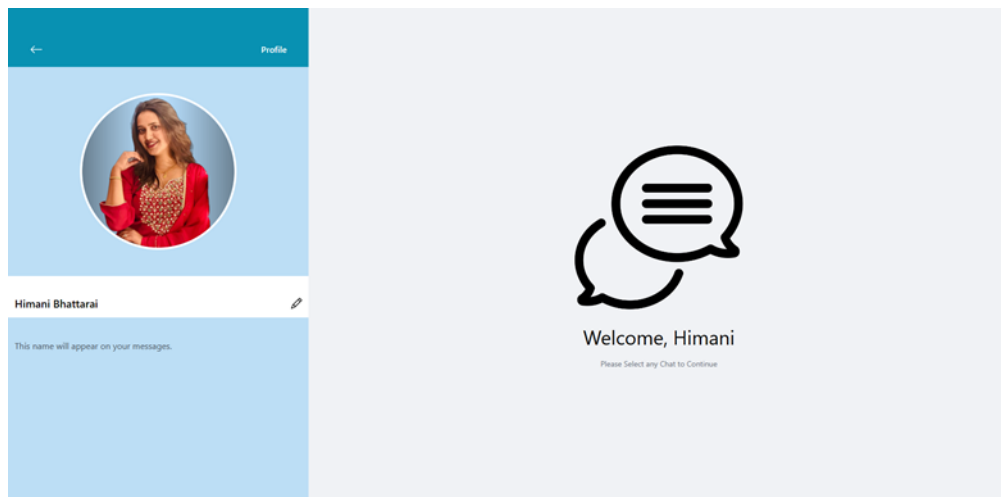 Profile
Himani Bhattarai
This name will appear on your messages.
Welcome, Himani
Please Select any Chat to Continue